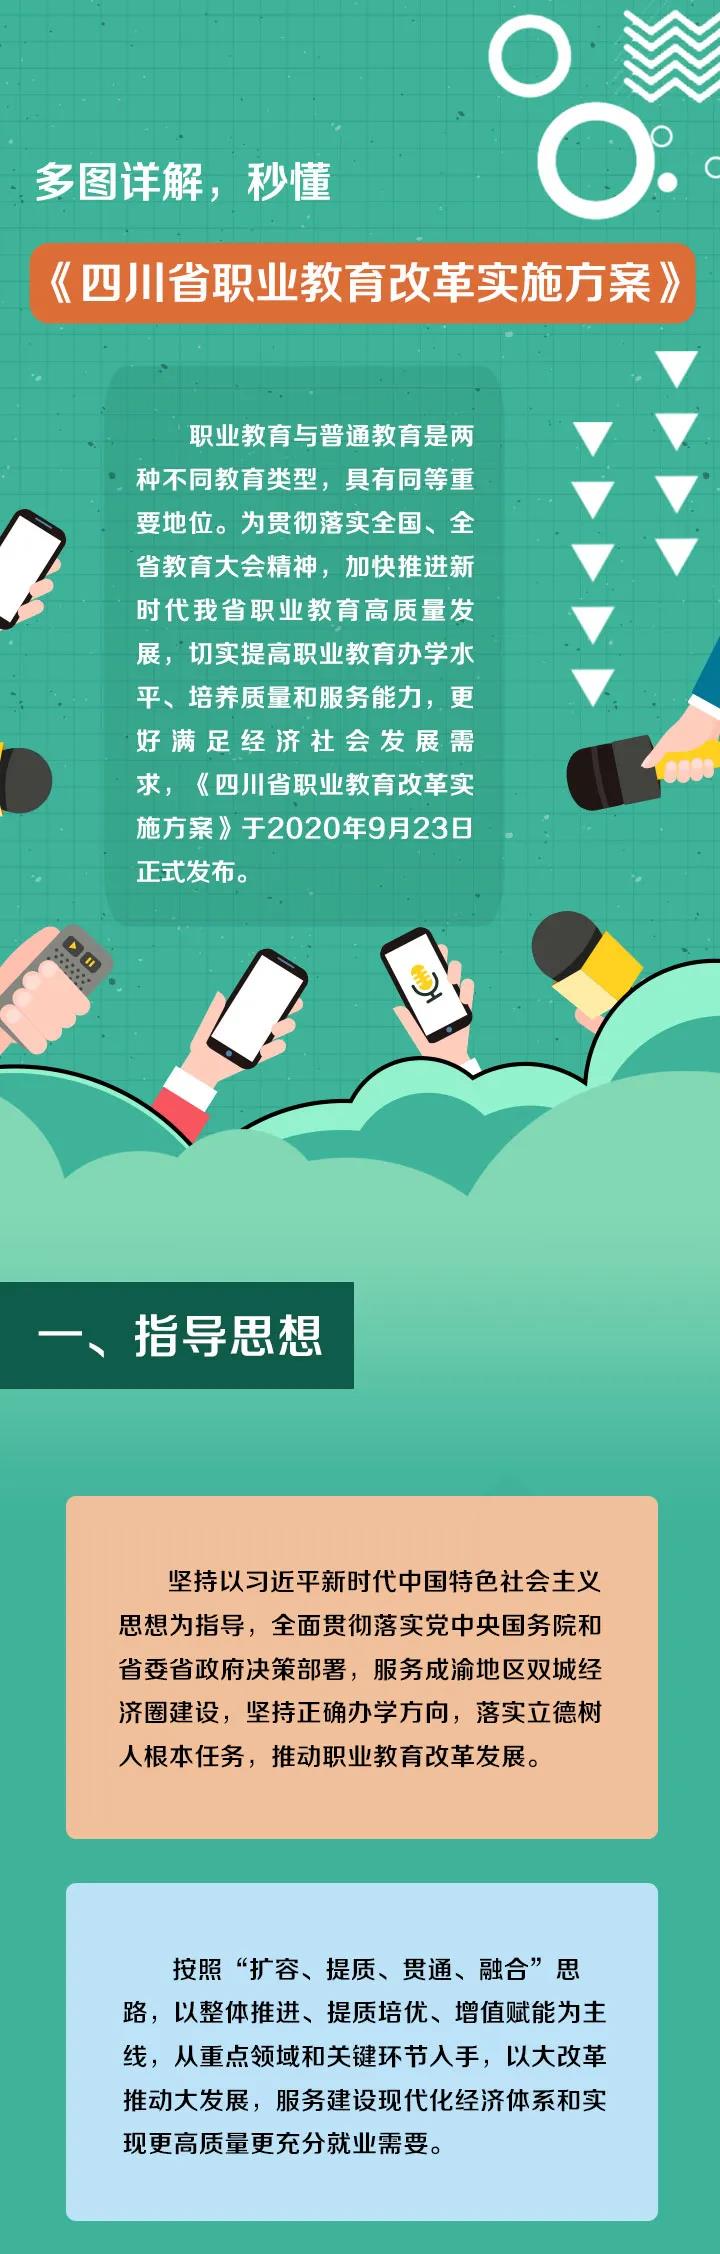 多图详解，秒懂
《四川省职业教育改革实施方案》
职业教育与普通教育是两
种不同教育类型，具有同等重
要地位。为贯彻落实全国、全
省教育大会精神，加快推进新
时代我省职业教育高质量发
展，切实提高职业教育办学水
平、培养质量和服务能力，更
好满足经济社会发展需
求，《四川省职业教育改革实
施方案》于2020年9月23日
正式发布。
一、指导思想
坚持以习近平新时代中国特色社会主义
思想为指导，全面贯彻落实党中央国务院和
省委省政府决策部署，服务成渝地区双城经
济圈建设，坚持正确办学方向，落实立德树
人根本任务，推动职业教育改革发展。
按照“扩容、提质、贯通、融合”思
路，以整体推进、提质培优、增值赋能为主
线，从重点领域和关键环节入手，以大改革
推动大发展，服务建设现代化经济体系和实
现更高质量更充分就业需要。